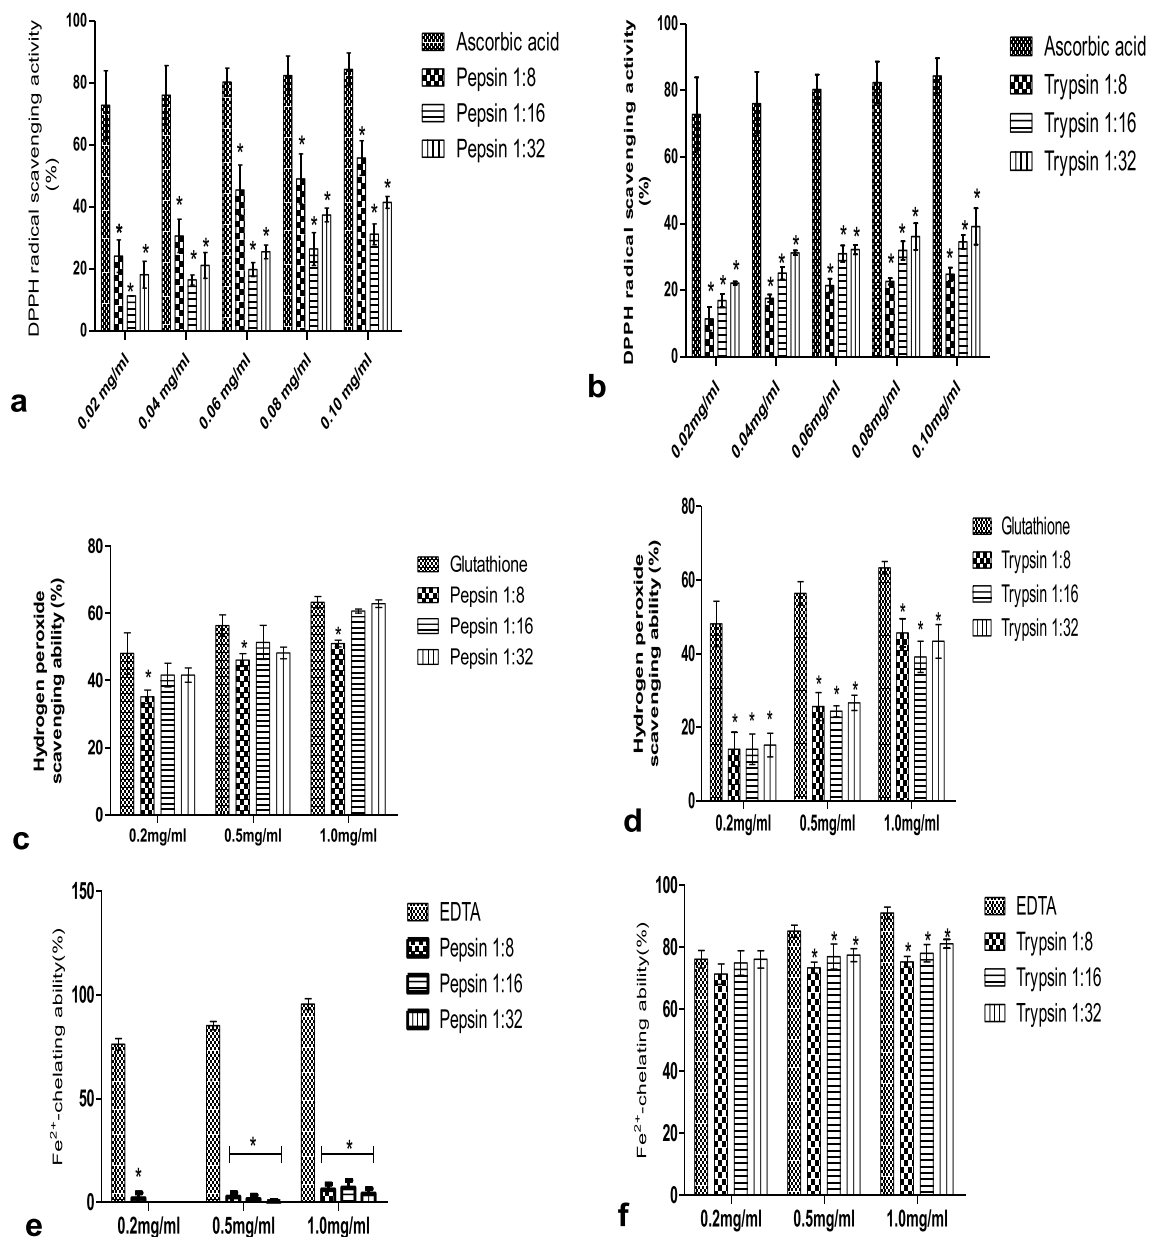 DPPH radical scavenging activity
(%)
100
80
60
40
20
0
* * * * * * * * * * * * * * *
0.02 mg/ml
0.04 mg/ml
0.06 mg/ml
0.08 mg/ml
0.10 mg/ml
Ascorbic acid
Pepsin 1:8
Pepsin 1:16
Pepsin 1:32
a
DPPH radical scavenging activity
(%)
100
80
60
40
20
0
* * * * * * * * * * * * * * *
0.02mg/ml
0.04mg/ml
0.06mg/ml
0.08mg/ml
0.10mg/ml
Ascorbic acid
Trypsin 1:8
Trypsin 1:16
Trypsin 1:32
b
Hydrogen peroxide
scavenging ability (%)
80
60
40
20
0
* * *
0.2mg/ml
0.5mg/ml
1.0mg/ml
Glutathione
Pepsin 1:8
Pepsin 1:16
Pepsin 1:32
c
Hydrogen peroxide
scavenging ability (%)
80
60
40
20
0
* * * * * * * * *
0.2mg/ml
0.5mg/ml
1.0mg/ml
Glutathione
Trypsin 1:8
Trypsin 1:16
Trypsin 1:32
d
Fe²⁺-chelating ability(%)
150
100
50
0
* * *
0.2mg/ml
0.5mg/ml
1.0mg/ml
EDTA
Pepsin 1:8
Pepsin 1:16
Pepsin 1:32
e
Fe²⁺-chelating ability(%)
100
80
60
40
20
0
* * * * * *
0.2mg/ml
0.5mg/ml
1.0mg/ml
EDTA
Trypsin 1:8
Trypsin 1:16
Trypsin 1:32
f